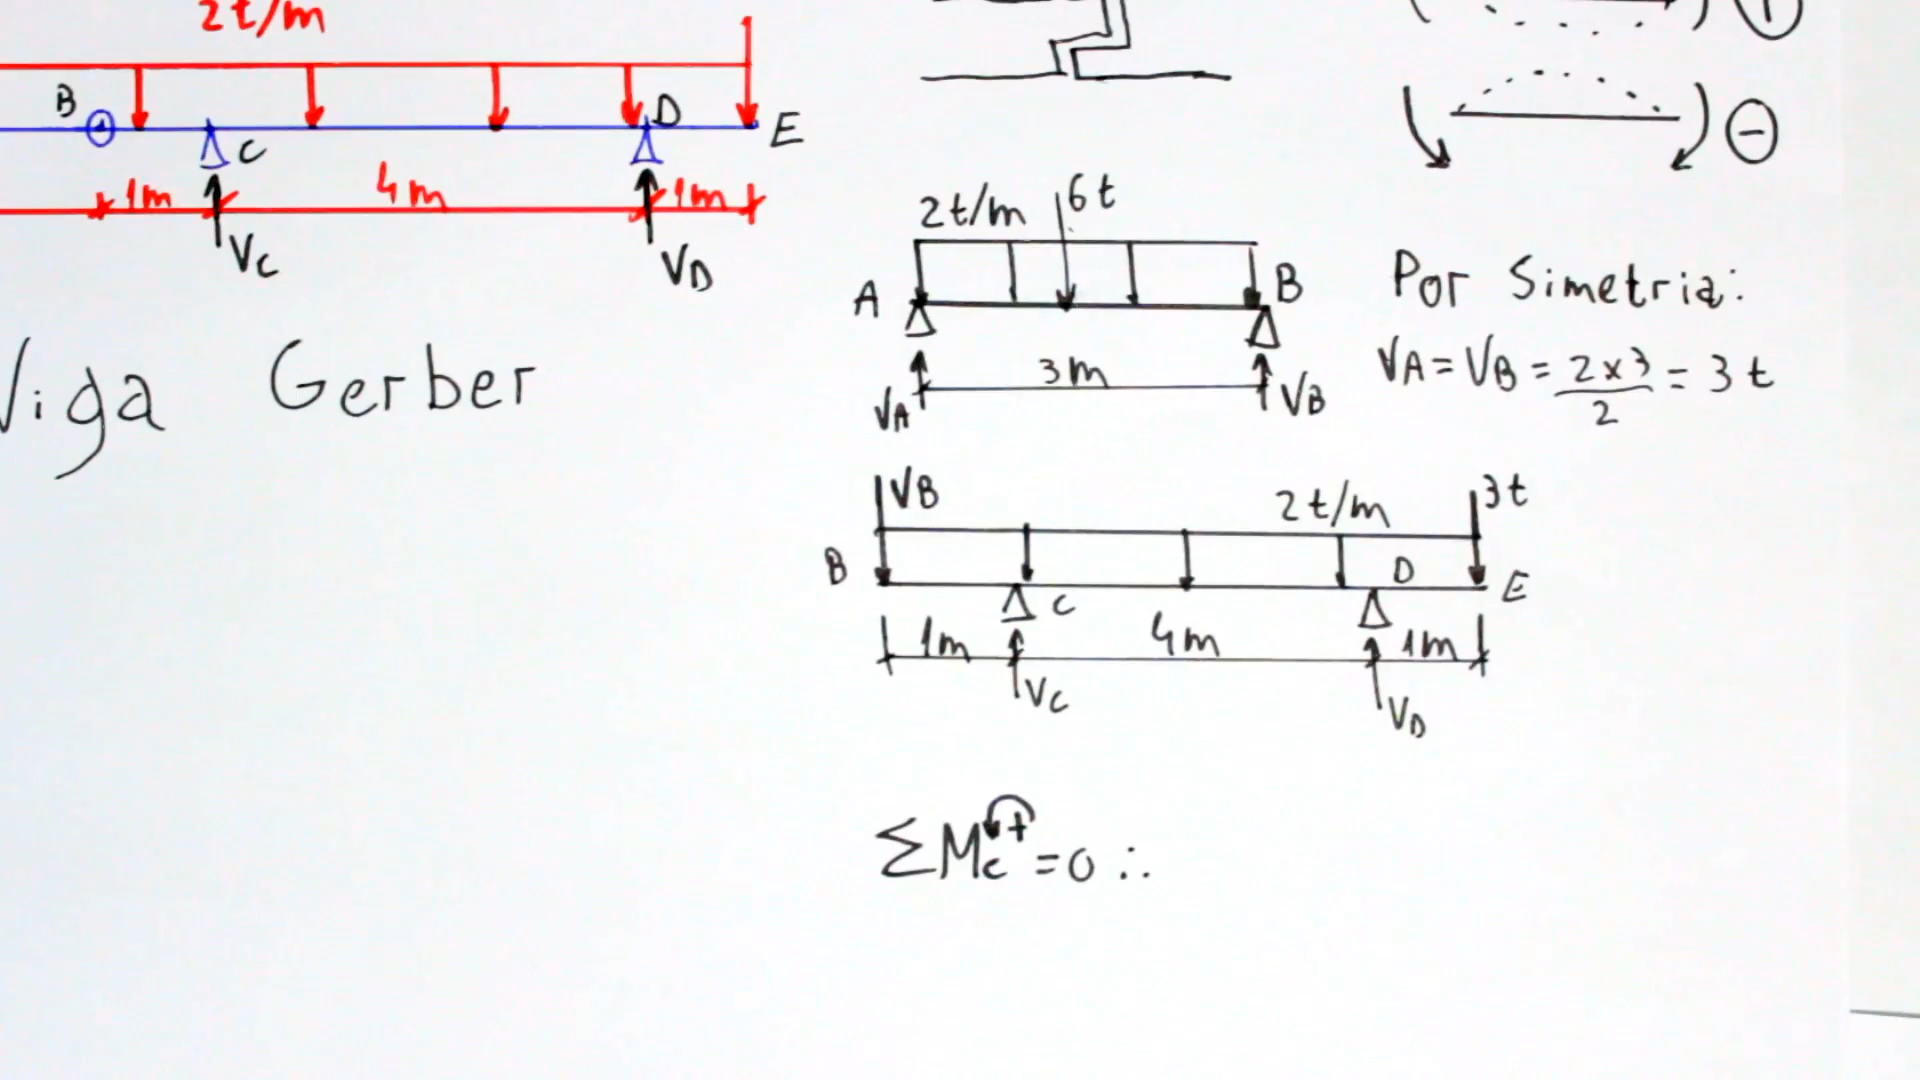 2t/m
B
C
D
E
1m
4m
1m
VC
VD
Viga Gerber
⊖
2t/m
6t
A
B
3m
VA
VB
Por Simetria:
VA = VB = 2x3/2 = 3t
VB
2t/m
3t
B
C
D
E
1m
4m
1m
VC
VD
ΣMc + = 0 ∴